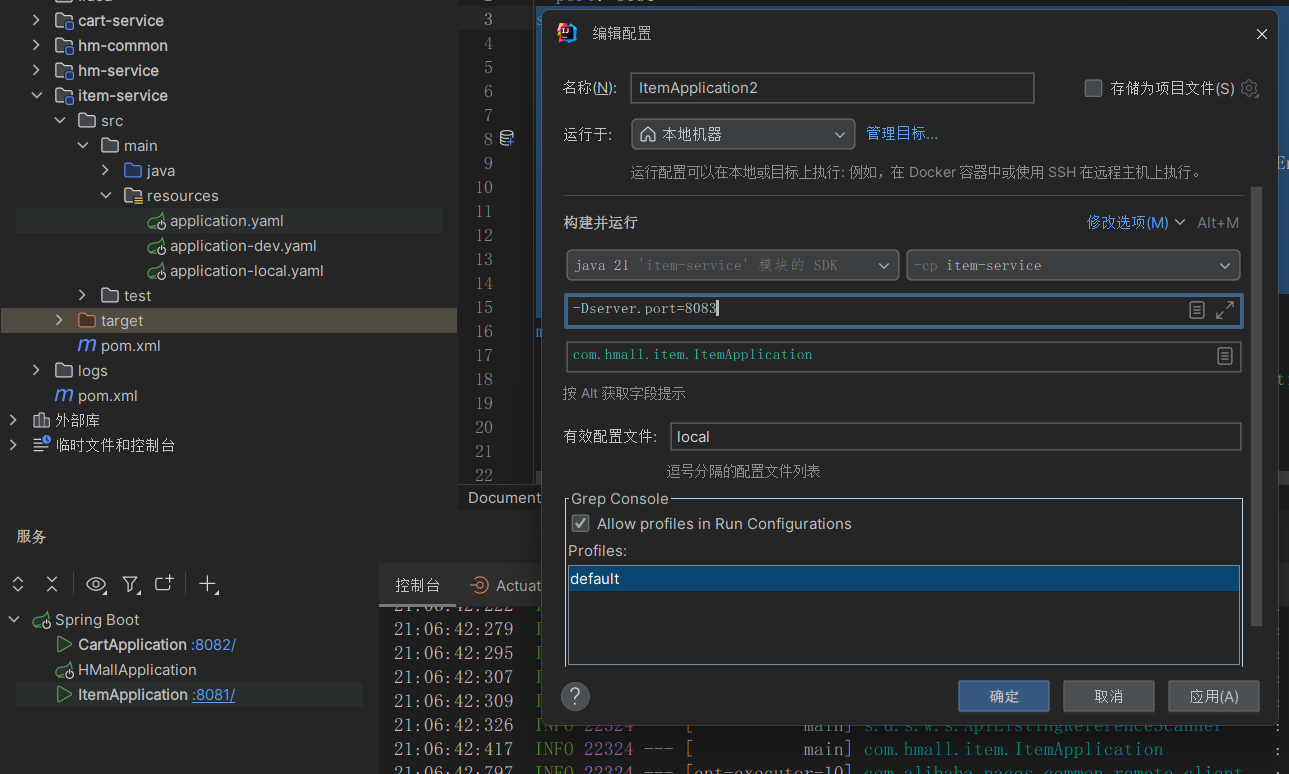 cart-service
hm-common
hm-service
item-service
src
main
java
resources
application.yaml
application-dev.yaml
application-local.yaml
test
target
pom.xml
logs
pom.xml
外部库
临时文件和控制台
3
4
5
6
7
8
9
10
11
12
13
14
15
16
17
18
19
20
21
22
Document
编辑配置
名称(N):
ItemApplication2
存储为项目文件(S)
运行于:
本地机器
管理目标...
运行配置可以在本地或目标上执行: 例如，在 Docker 容器中或使用 SSH 在远程主机上执行。
构建并运行
修改选项(M)
Alt+M
java 21 'item-service' 模块的 SDK
-cp item-service
-Dserver.port=8083
com.hmall.item.ItemApplication
按 Alt 获取字段提示
有效配置文件:
local
逗号分隔的配置文件列表
Grep Console
Allow profiles in Run Configurations
Profiles:
default
?
确定
取消
应用(A)
服务
Spring Boot
CartApplication :8082/
HMallApplication
ItemApplication :8081/
控制台
Actuat
21:06:42:222
21:06:42:279
21:06:42:295
21:06:42:307
21:06:42:309
21:06:42:326 INFO 22324 --- [ main] s.d.s.w.s.ApiListingReferenceScanner :
21:06:42:417 INFO 22324 --- [ main] com.hmall.item.ItemApplication :
21:06:42:797 INFO 22324 --- [ent-executor-10] com.alibaba.nacos.common.remote.client :